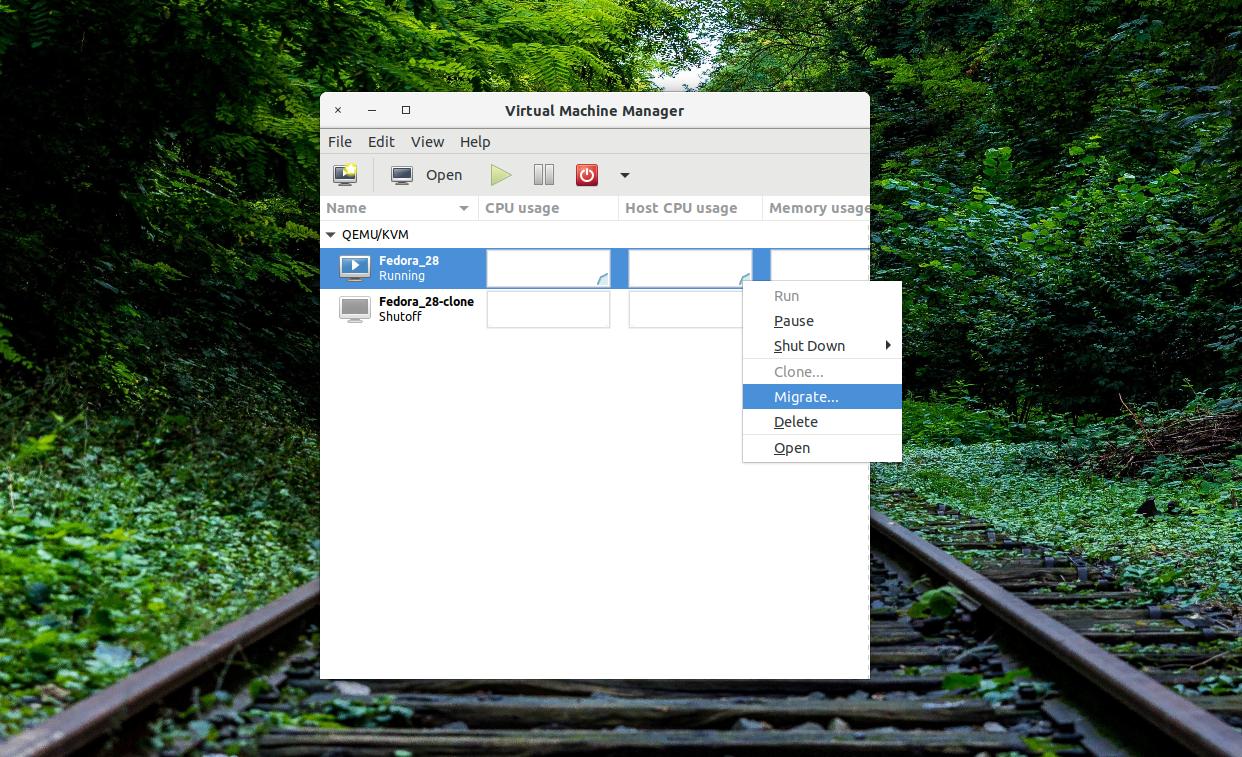 Virtual Machine Manager
File Edit View Help
Open
Name CPU usage Host CPU usage Memory usage
QEMU/KVM
Fedora_28
Running
Fedora_28-clone
Shutoff
Run
Pause
Shut Down
Clone...
Migrate...
Delete
Open